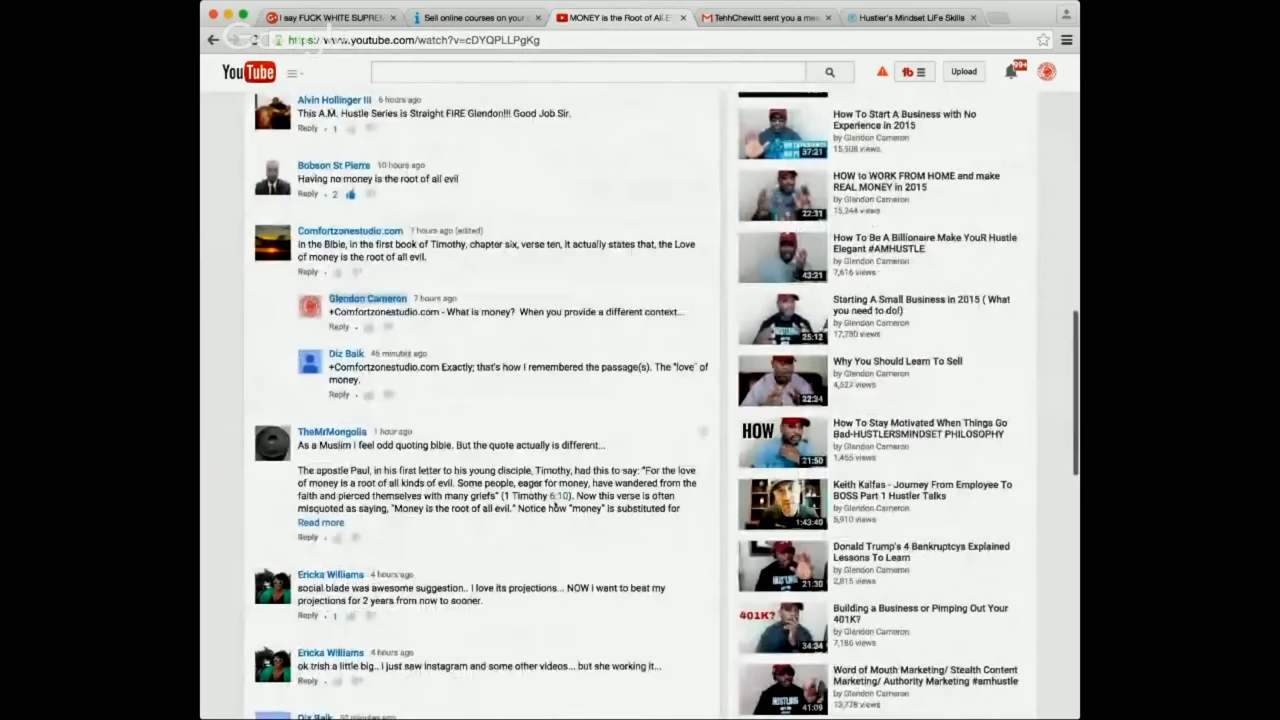 I say FUCK WHITE SUPREM
Sell online courses on your
MONEY is the Root of All E
TehhChewitt sent you a me
Hustler's Mindset LiFe Skills
https://www.youtube.com/watch?v=cDYQPLLPgKg
YouTube
Upload
99+
Alvin Hollinger III 6 hours ago
This A.M. Hustle Series is Straight FIRE Glendon!!! Good Job Sir.
Reply · 1
Bobson St Pierre 10 hours ago
Having no money is the root of all evil
Reply · 2
Comfortzonestudio.com 7 hours ago (edited)
In the Bible, in the first book of Timothy, chapter six, verse ten, it actually states that, the Love
of money is the root of all evil.
Reply ·
Glendon Cameron 7 hours ago
+Comfortzonestudio.com - What is money? When you provide a different context...
Reply ·
Diz Baik 45 minutes ago
+Comfortzonestudio.com Exactly; that's how I remembered the passage(s). The "love" of
money.
Reply ·
TheMrMongolia 1 hour ago
As a Muslim I feel odd quoting bible. But the quote actually is different...
The apostle Paul, in his first letter to his young disciple, Timothy, had this to say: "For the love
of money is a root of all kinds of evil. Some people, eager for money, have wandered from the
faith and pierced themselves with many griefs" (1 Timothy 6:10). Now this verse is often
misquoted as saying, "Money is the root of all evil." Notice how "money" is substituted for
Read more
Reply ·
Ericka Williams 4 hours ago
social blade was awesome suggestion.. I love its projections... NOW i want to beat my
projections for 2 years from now to sooner.
Reply · 1
Ericka Williams 4 hours ago
ok trish a little big.. i just saw instagram and some other videos... but she working it...
Reply ·
Diz Baik 50 minutes ago
37:21
How To Start A Business with No
Experience in 2015
by Glendon Cameron
15,908 views
22:31
HOW to WORK FROM HOME and make
REAL MONEY in 2015
by Glendon Cameron
15,244 views
43:21
How To Be A Billionaire Make YouR Hustle
Elegant #AMHUSTLE
by Glendon Cameron
7,616 views
25:12
Starting A Small Business in 2015 ( What
you need to do!)
by Glendon Cameron
17,780 views
22:34
Why You Should Learn To Sell
by Glendon Cameron
4,527 views
HOW
21:50
How To Stay Motivated When Things Go
Bad-HUSTLERSMINDSET PHILOSOPHY
by Glendon Cameron
1,455 views
1:43:40
Keith Kalfas - Journey From Employee To
BOSS Part 1 Hustler Talks
by Glendon Cameron
5,910 views
21:30
Donald Trump's 4 Bankruptcys Explained
Lessons To Learn
by Glendon Cameron
2,815 views
401K?
34:34
Building a Business or Pimping Out Your
401K?
by Glendon Cameron
7,186 views
41:09
Word of Mouth Marketing/ Stealth Content
Marketing/ Authority Marketing #amhustle
by Glendon Cameron
13,778 views